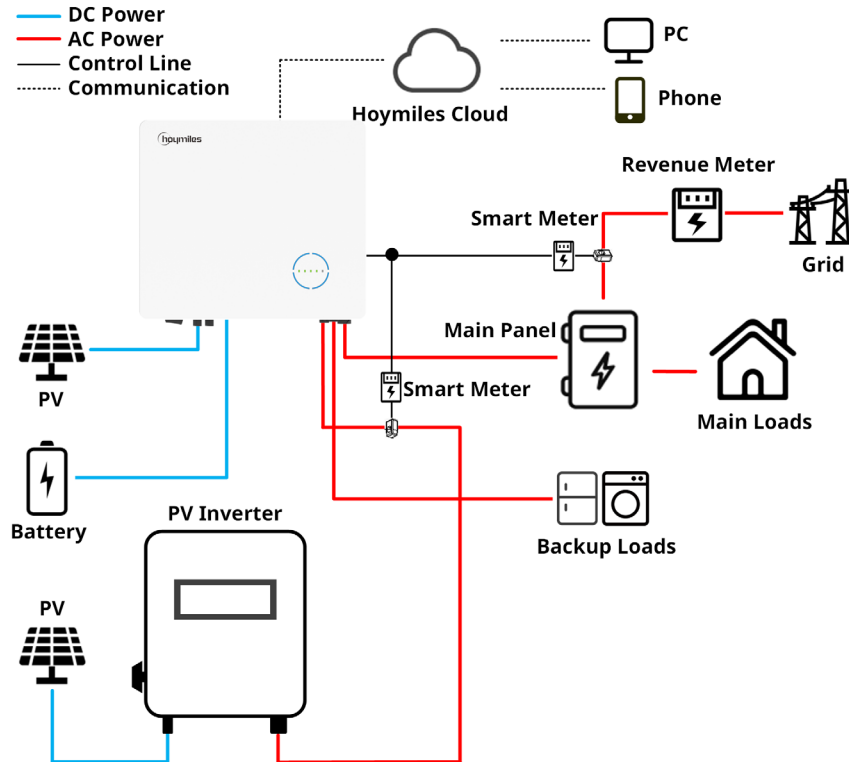 DC Power
AC Power
Control Line
Communication
PC
Phone
Hoymiles Cloud
hoymiles
Revenue Meter
Smart Meter
Grid
Main Panel
PV
Smart Meter
Main Loads
Battery
PV Inverter
Backup Loads
PV